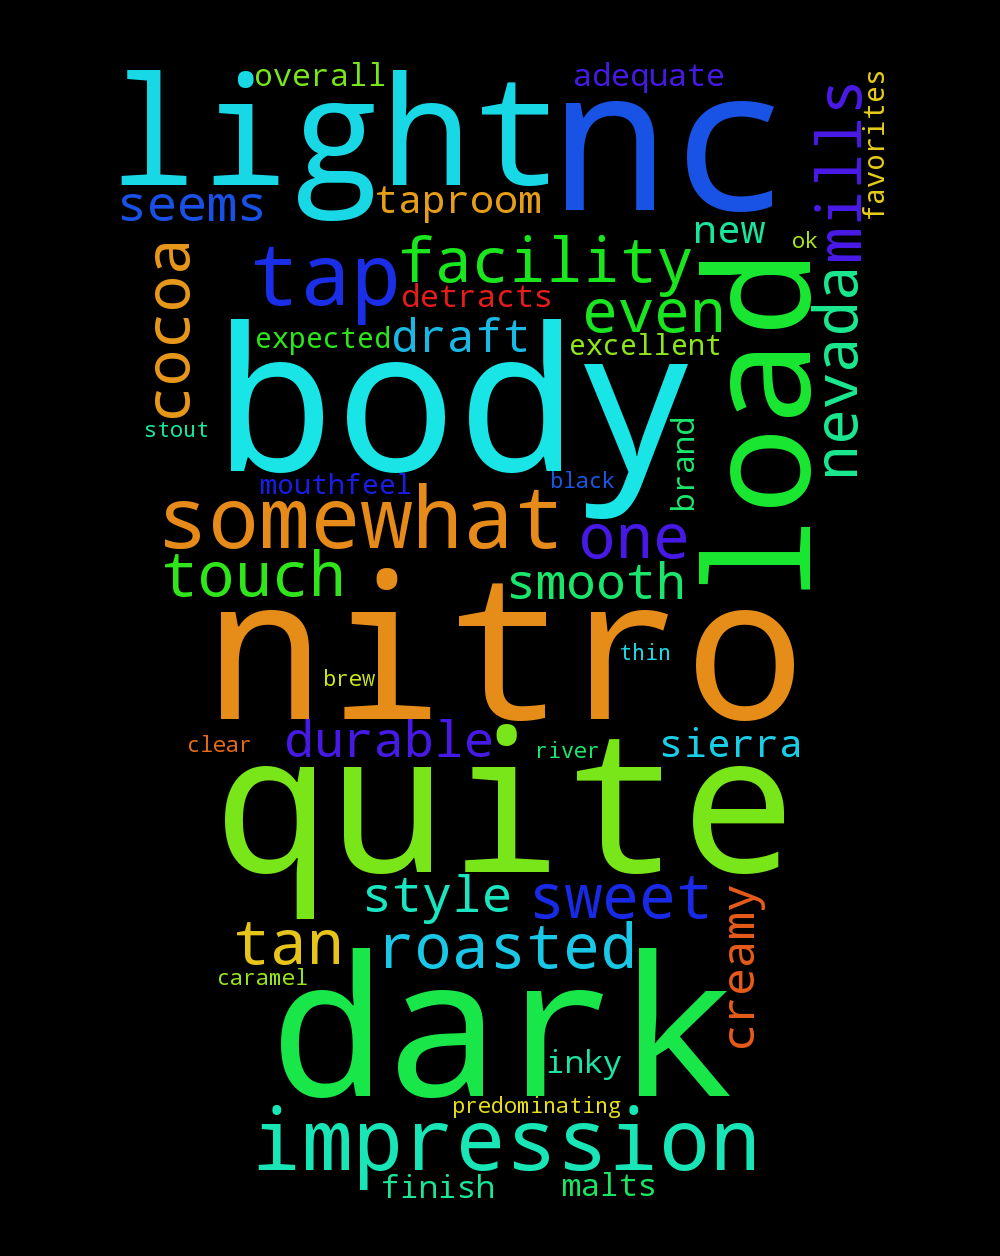 overall adequate
light nc
mills
favorites
seems taproom
new ok
cocoa tap facility
detracts even
load nevada
expected draft excellent
body
stout
brand
mouthfeel black
somewhat one
touch smooth
nitro
thin
brew
clear durable river sierra
quite
style sweet
creamy
tan roasted
caramel
dark
inky
predominating
impression
finish malts